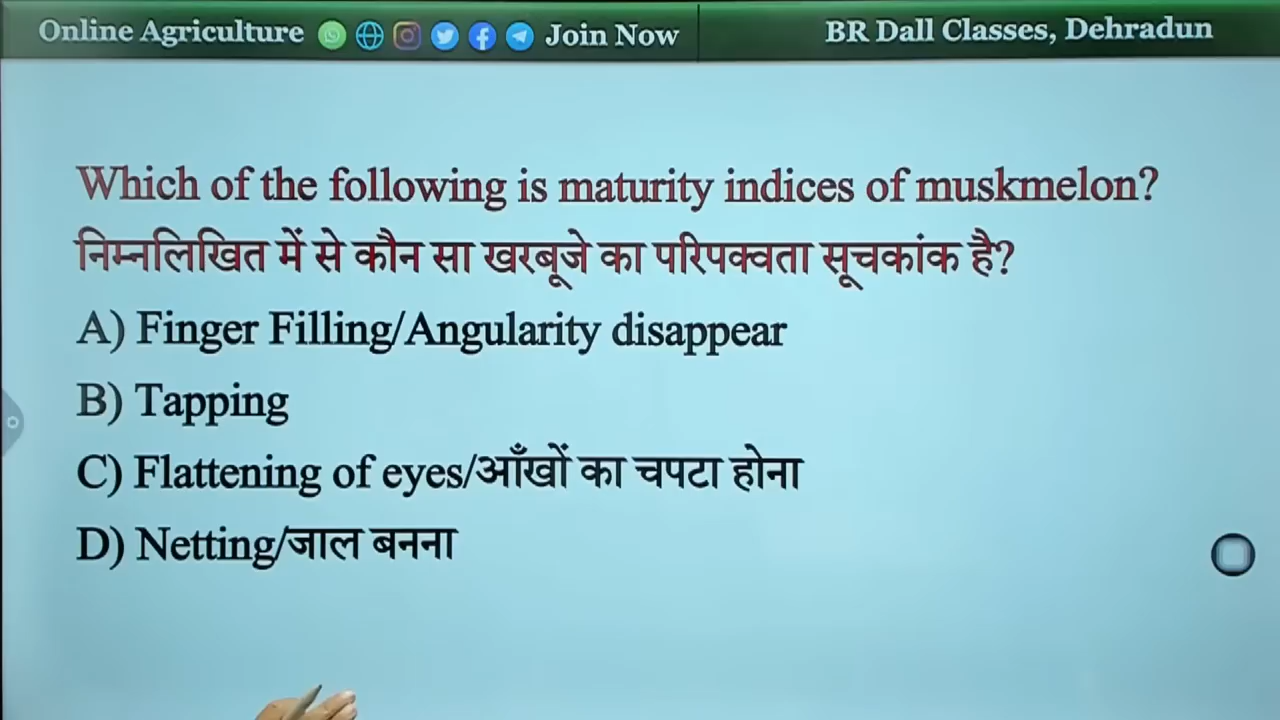 Online Agriculture Join Now BR Dall Classes, Dehradun
Which of the following is maturity indices of muskmelon?
निम्नलिखित में से कौन सा खरबूजे का परिपक्वता सूचकांक है?
A) Finger Filling/Angularity disappear
B) Tapping
C) Flattening of eyes/आँखों का चपटा होना
D) Netting/जाल बनना